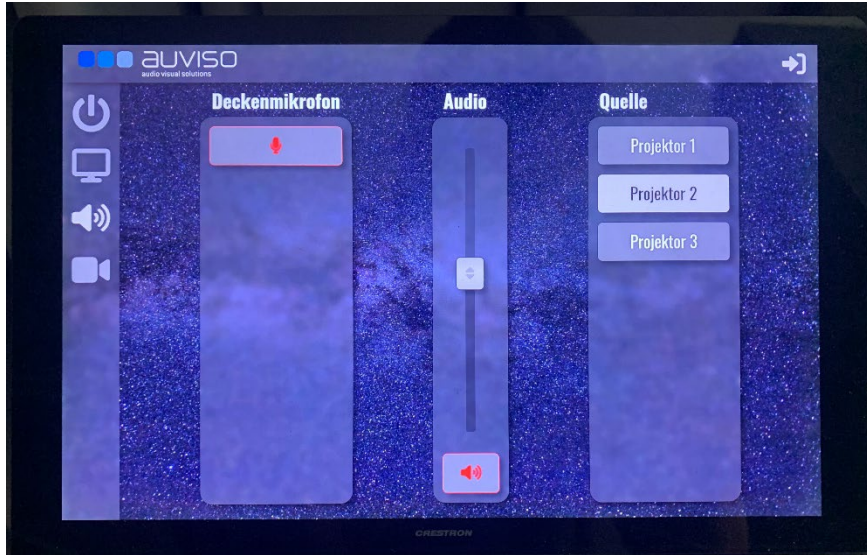 auviso
audio visual solutions
Deckenmikrofon
Audio
Quelle
Projektor 1
Projektor 2
Projektor 3
CRESTRON